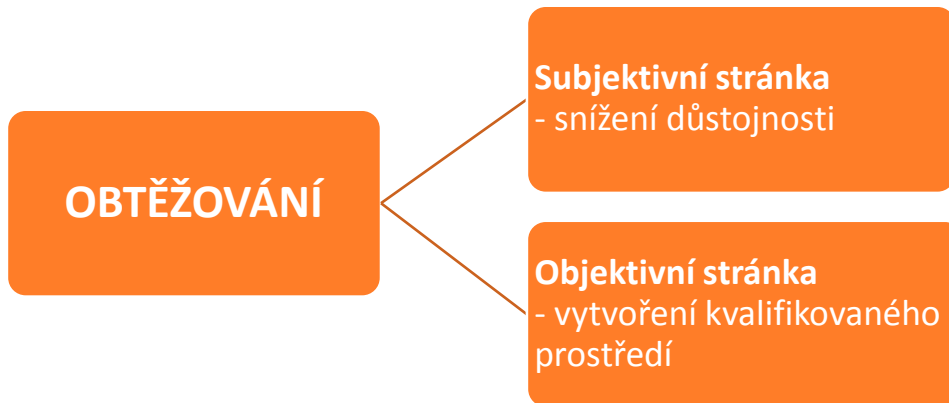 OBTĚŽOVÁNÍ
Subjektivní stránka
- snížení důstojnosti
Objektivní stránka
- vytvoření kvalifikovaného
prostředí